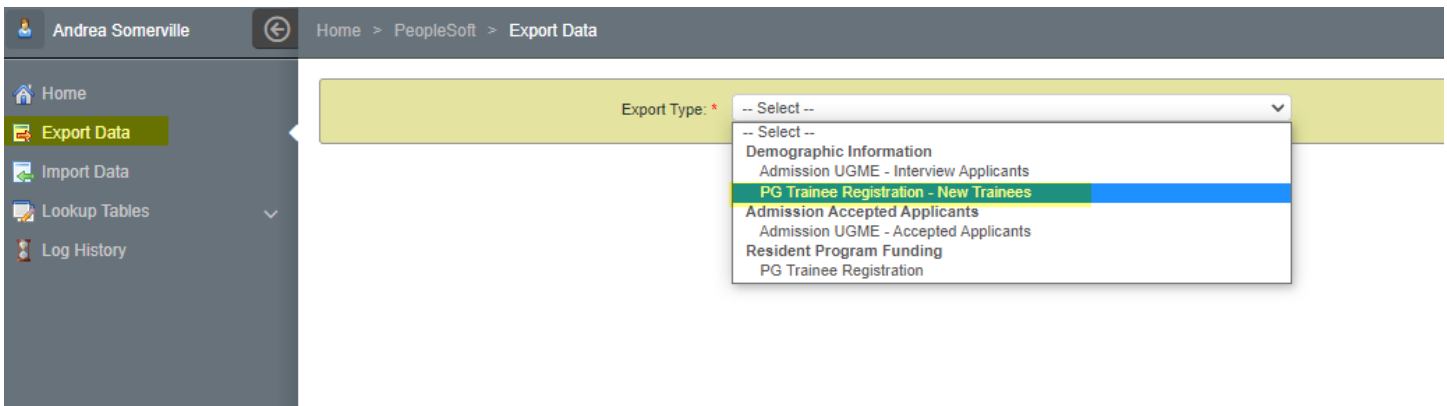 Andrea Somerville
Home > PeopleSoft > Export Data
Home
Export Data
Import Data
Lookup Tables
Log History
Export Type: * -- Select --
-- Select --
Demographic Information
Admission UGME - Interview Applicants
PG Trainee Registration - New Trainees
Admission Accepted Applicants
Admission UGME - Accepted Applicants
Resident Program Funding
PG Trainee Registration